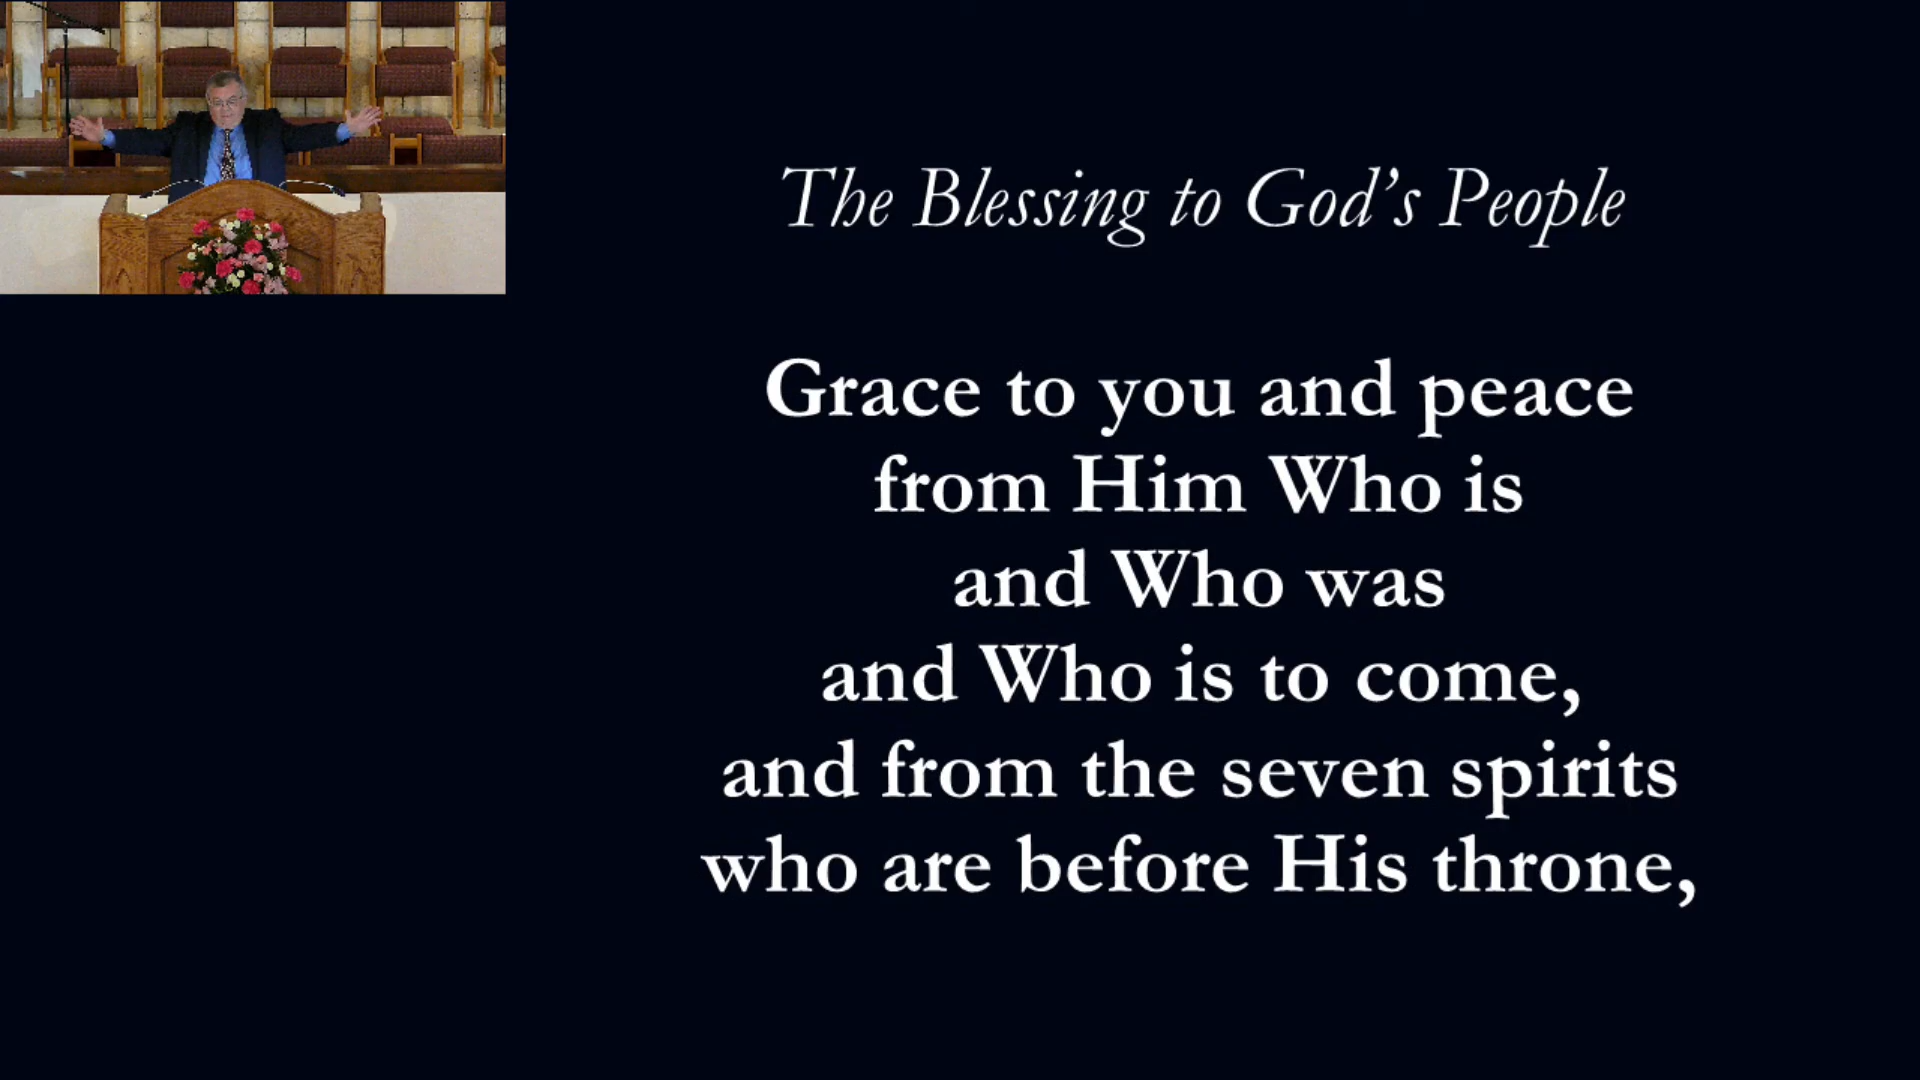 The Blessing to God’s People
Grace to you and peace
from Him Who is
and Who was
and Who is to come,
and from the seven spirits
who are before His throne,